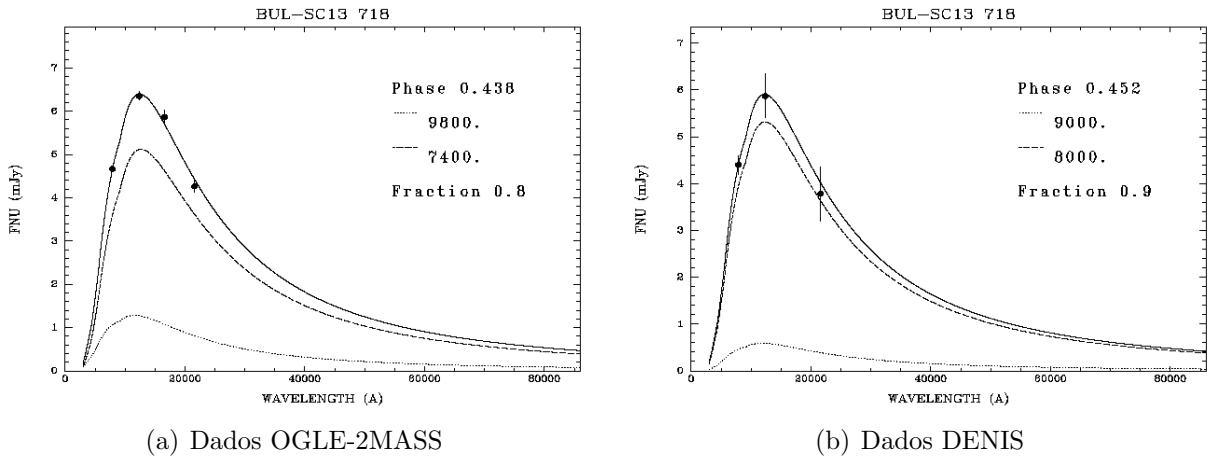 BUL-SC13 718
7
6
5
4
3
2
1
0
FNU (mJy)
Phase 0.438
9800.
7400.
Fraction 0.8
0 20000 40000 60000 80000
WAVELENGTH (A)
(a) Dados OGLE-2MASS
BUL-SC13 718
7
6
5
4
3
2
1
0
FNU (mJy)
Phase 0.452
9000.
8000.
Fraction 0.9
0 20000 40000 60000 80000
WAVELENGTH (A)
(b) Dados DENIS